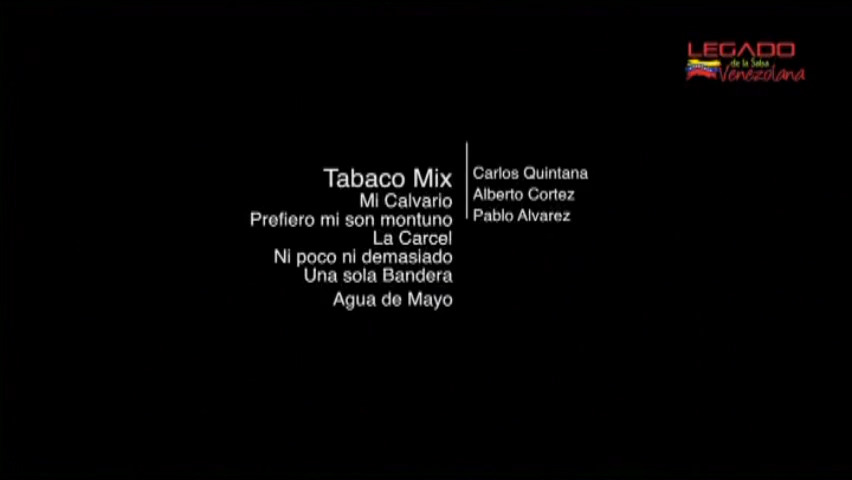 LEGADO
de la Salsa
Venezolana
Tabaco Mix
Mi Calvario
Prefiero mi son montuno
La Carcel
Ni poco ni demasiado
Una sola Bandera
Agua de Mayo
Carlos Quintana
Alberto Cortez
Pablo Alvarez